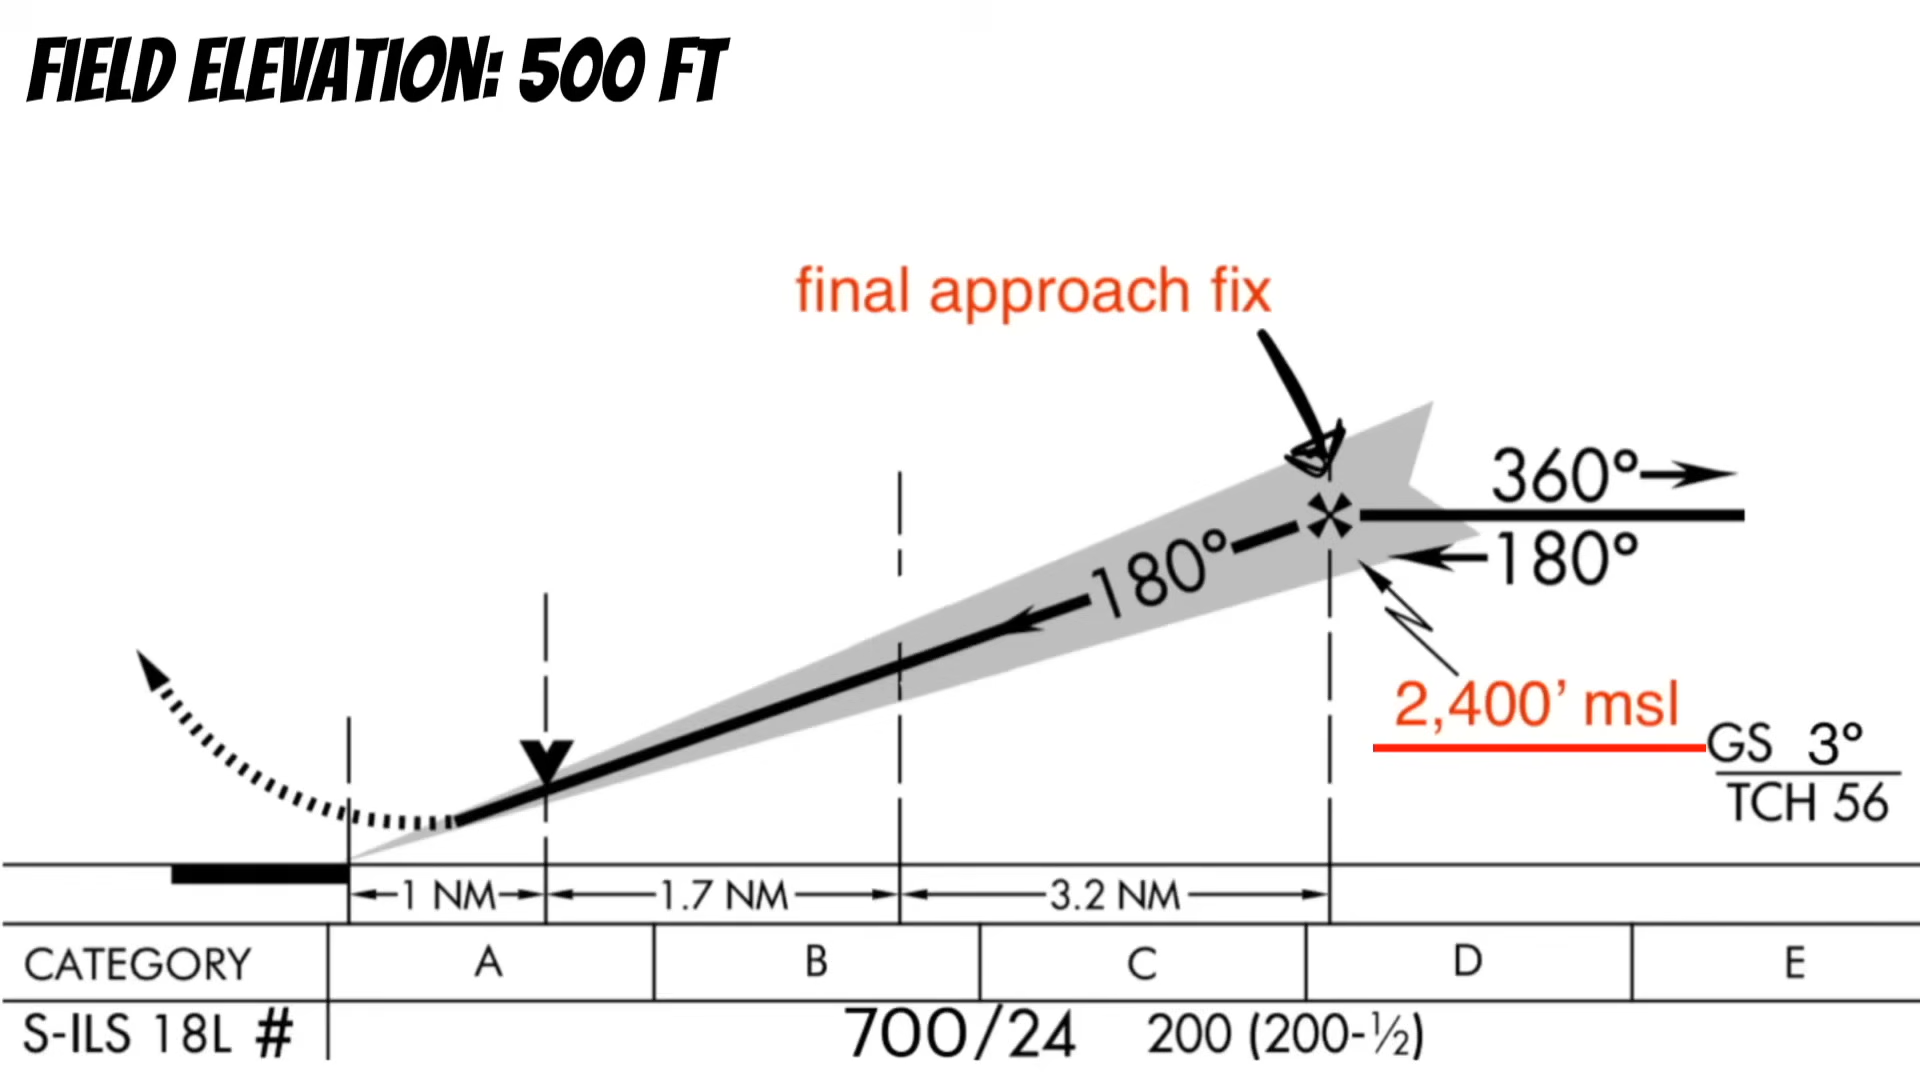 FIELD ELEVATION: 500 FT
final approach fix
360°
180°
180°
2,400’ msl
GS 3°
TCH 56
1 NM 1.7 NM 3.2 NM
CATEGORY A B C D E
S-ILS 18L # 700/24 200 (200-½)